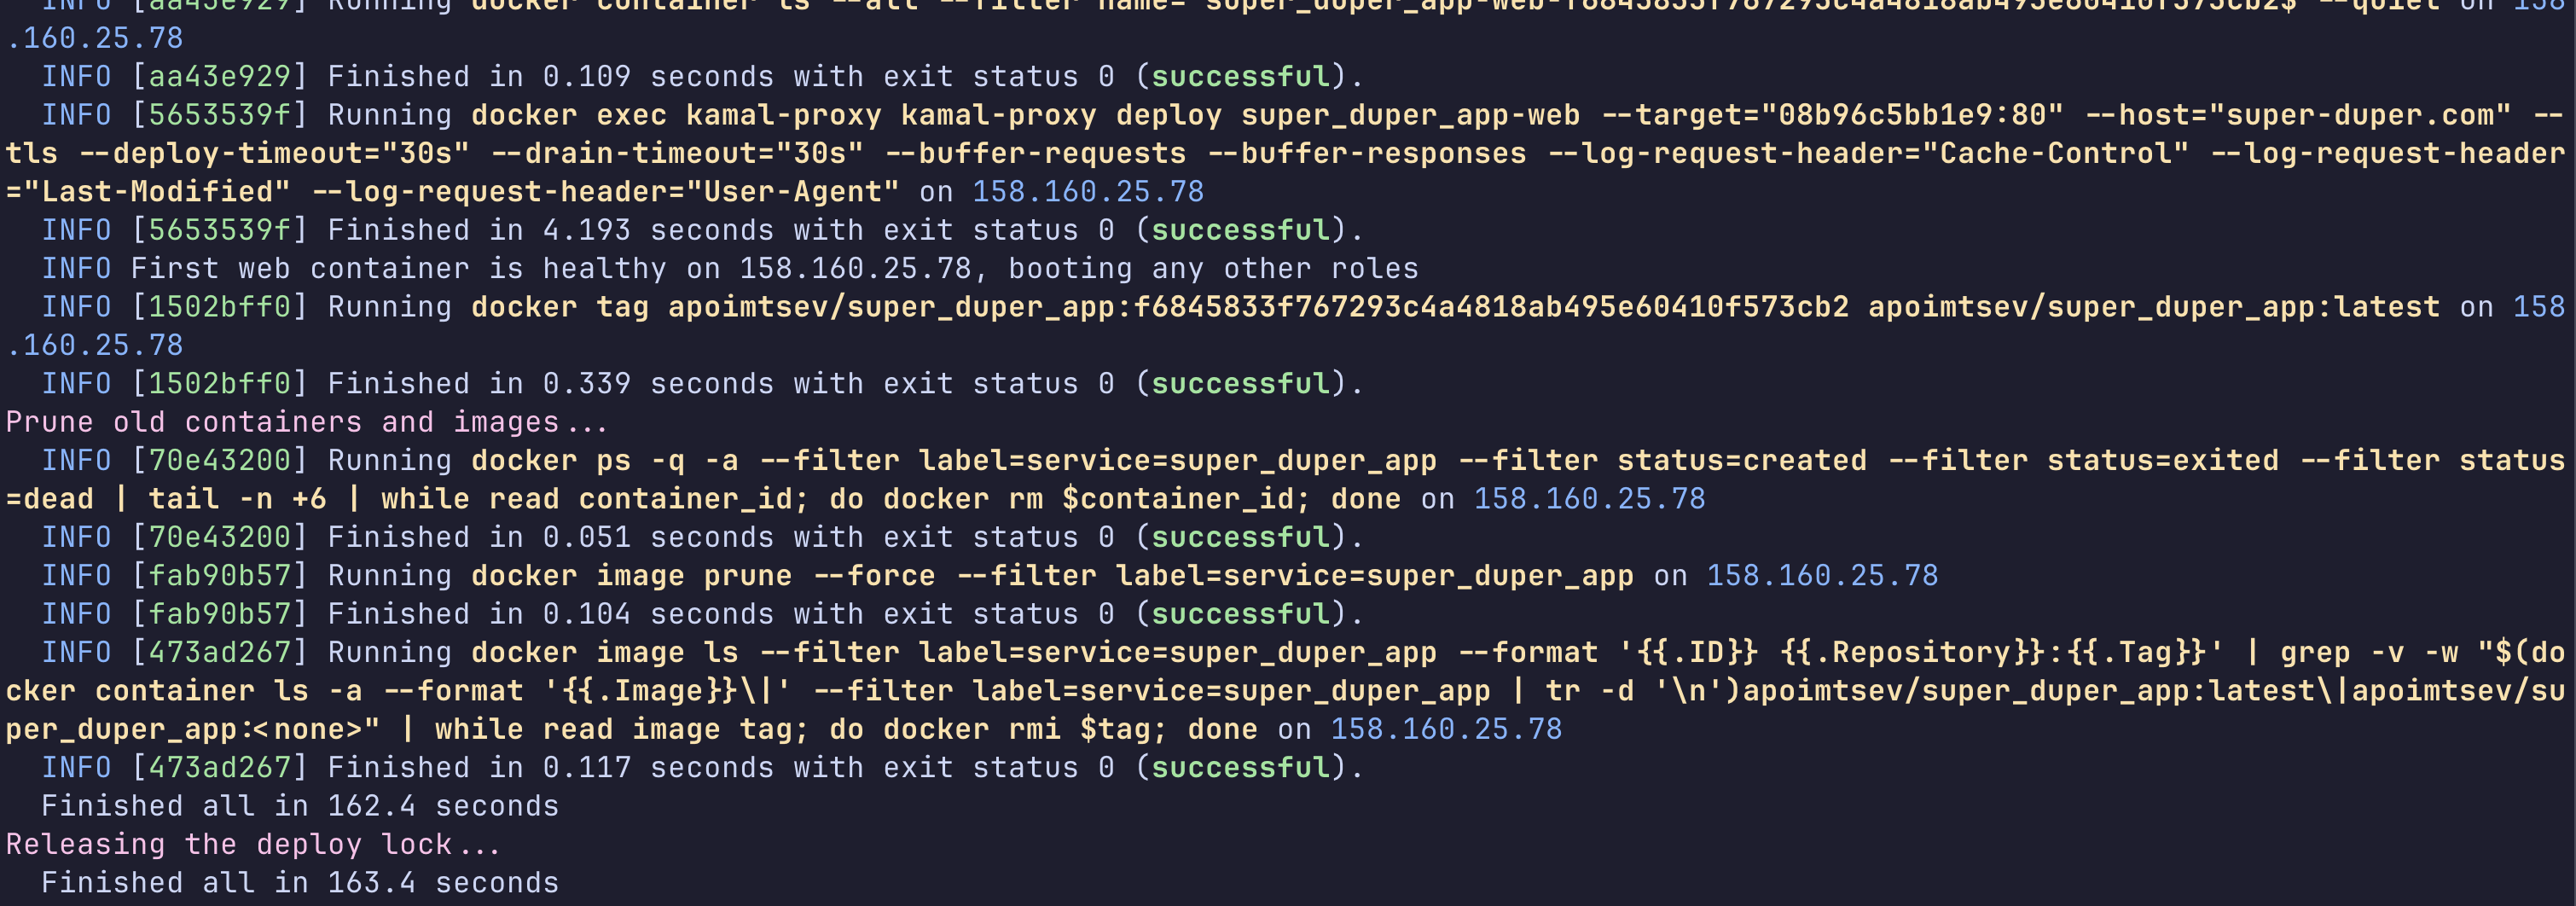 INFO [aa43e929] Running docker container ls --all --filter name=^super_duper_app-web-f6845833f767293c4a4818ab495e60410f573cb2$ --quiet on 158
.160.25.78
INFO [aa43e929] Finished in 0.109 seconds with exit status 0 (successful).
INFO [5653539f] Running docker exec kamal-proxy kamal-proxy deploy super_duper_app-web --target="08b96c5bb1e9:80" --host="super-duper.com" --
tls --deploy-timeout="30s" --drain-timeout="30s" --buffer-requests --buffer-responses --log-request-header="Cache-Control" --log-request-header
="Last-Modified" --log-request-header="User-Agent" on 158.160.25.78
INFO [5653539f] Finished in 4.193 seconds with exit status 0 (successful).
INFO First web container is healthy on 158.160.25.78, booting any other roles
INFO [1502bff0] Running docker tag apoimtsev/super_duper_app:f6845833f767293c4a4818ab495e60410f573cb2 apoimtsev/super_duper_app:latest on 158
.160.25.78
INFO [1502bff0] Finished in 0.339 seconds with exit status 0 (successful).
Prune old containers and images...
INFO [70e43200] Running docker ps -q -a --filter label=service=super_duper_app --filter status=created --filter status=exited --filter status
=dead | tail -n +6 | while read container_id; do docker rm $container_id; done on 158.160.25.78
INFO [70e43200] Finished in 0.051 seconds with exit status 0 (successful).
INFO [fab90b57] Running docker image prune --force --filter label=service=super_duper_app on 158.160.25.78
INFO [fab90b57] Finished in 0.104 seconds with exit status 0 (successful).
INFO [473ad267] Running docker image ls --filter label=service=super_duper_app --format '{{.ID}} {{.Repository}}:{{.Tag}}' | grep -v -w "$(do
cker container ls -a --format '{{.Image}}\|' --filter label=service=super_duper_app | tr -d '\n')apoimtsev/super_duper_app:latest\|apoimtsev/su
per_duper_app:<none>" | while read image tag; do docker rmi $tag; done on 158.160.25.78
INFO [473ad267] Finished in 0.117 seconds with exit status 0 (successful).
Finished all in 162.4 seconds
Releasing the deploy lock...
Finished all in 163.4 seconds